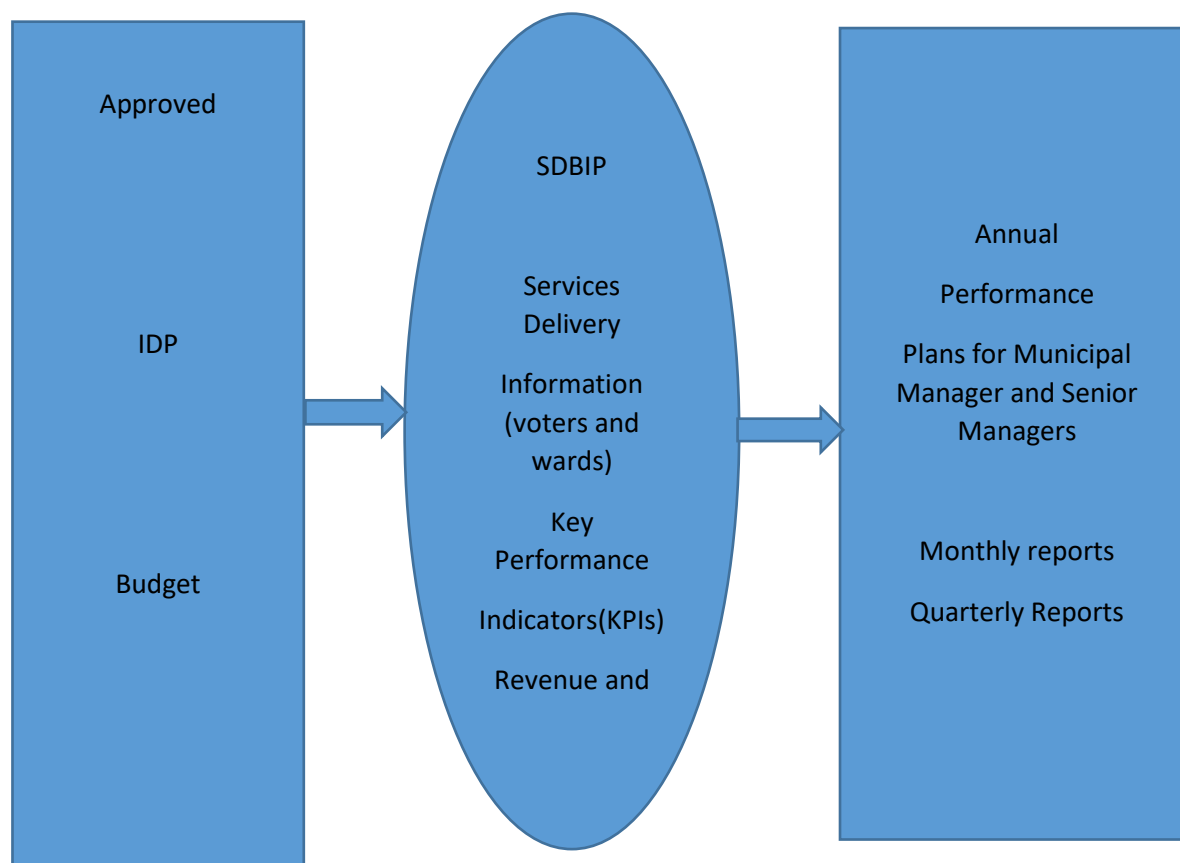 Approved
IDP
Budget
SDBIP
Services
Delivery
Information
(voters and
wards)
Key
Performance
Indicators(KPIs)
Revenue and
Annual
Performance
Plans for Municipal
Manager and Senior
Managers
Monthly reports
Quarterly Reports